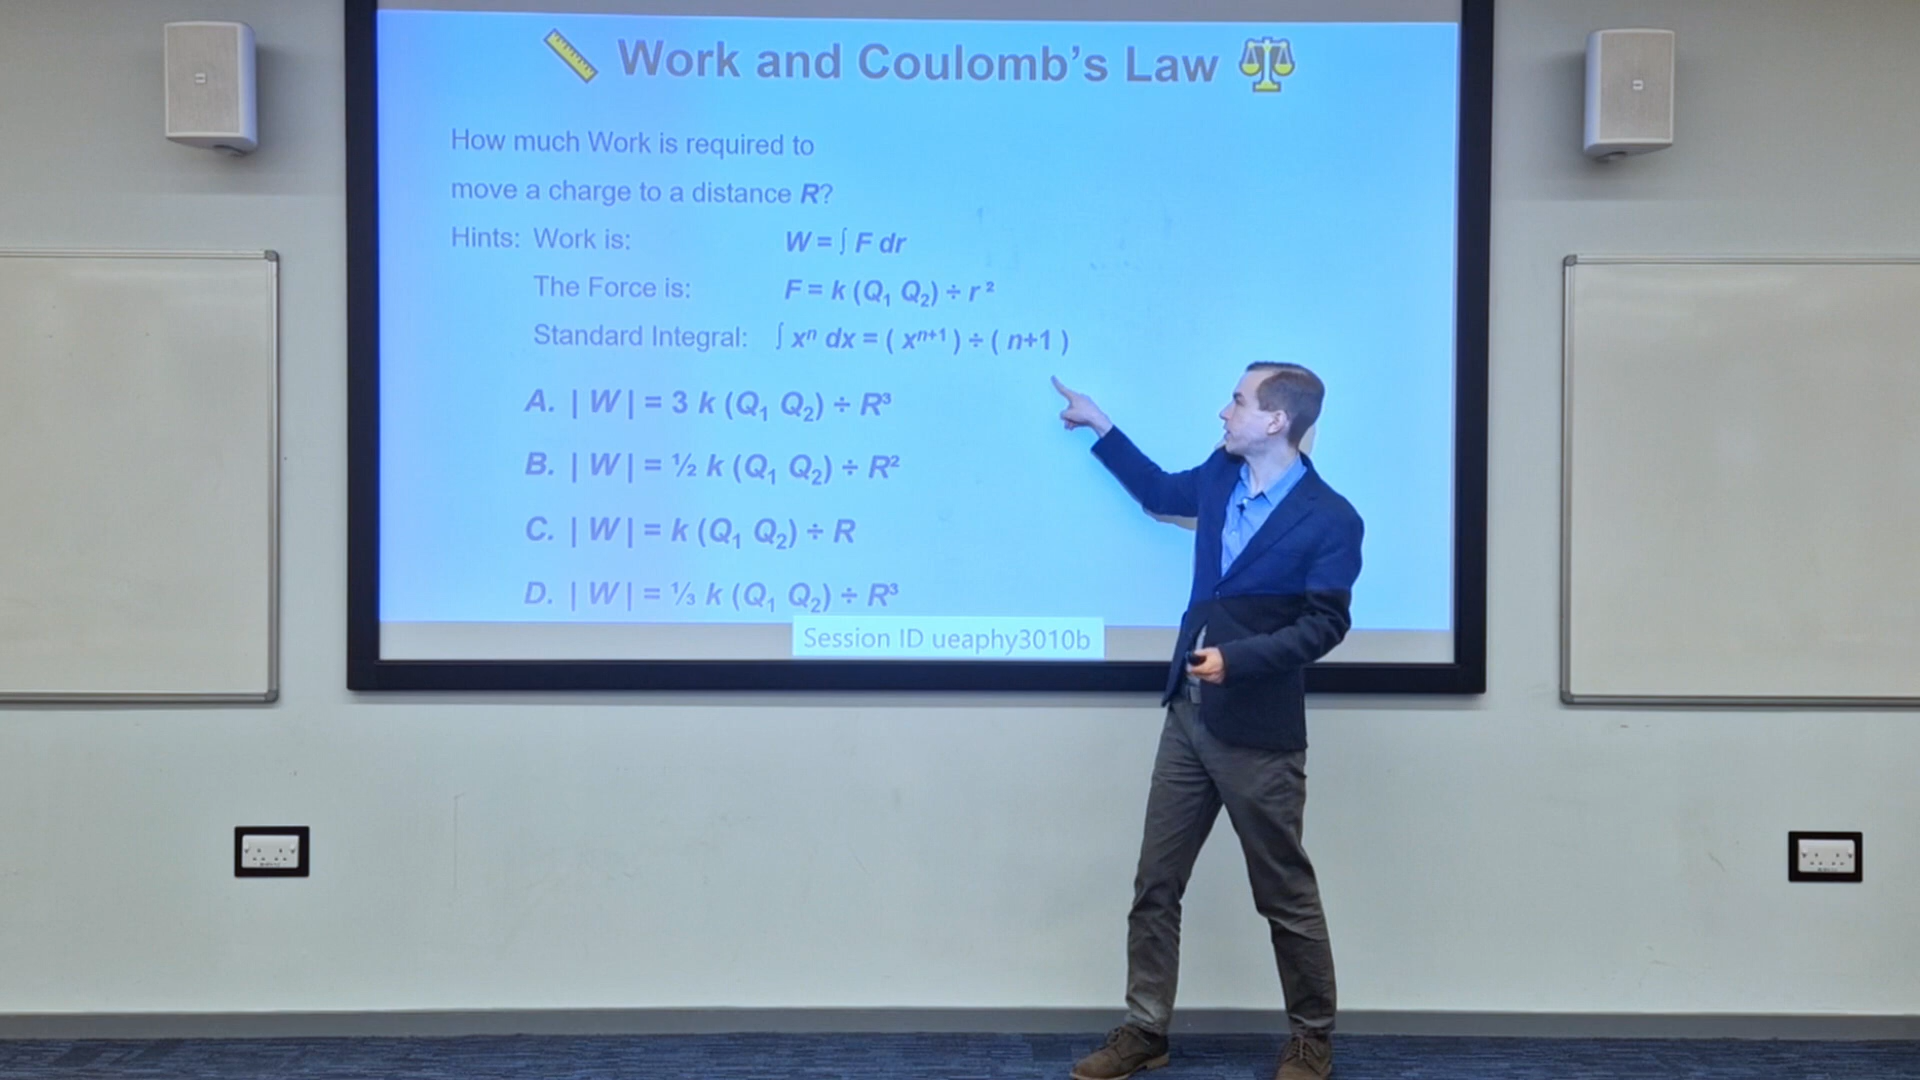 Work and Coulomb’s Law
How much Work is required to
move a charge to a distance R?
Hints: Work is: W = ∫ F dr
The Force is: F = k (Q₁ Q₂) ÷ r ²
Standard Integral: ∫ xⁿ dx = ( xⁿ⁺¹ ) ÷ ( n+1 )
A. | W | = 3 k (Q₁ Q₂) ÷ R³
B. | W | = ½ k (Q₁ Q₂) ÷ R²
C. | W | = k (Q₁ Q₂) ÷ R
D. | W | = ⅓ k (Q₁ Q₂) ÷ R³
Session ID ueaphy3010b